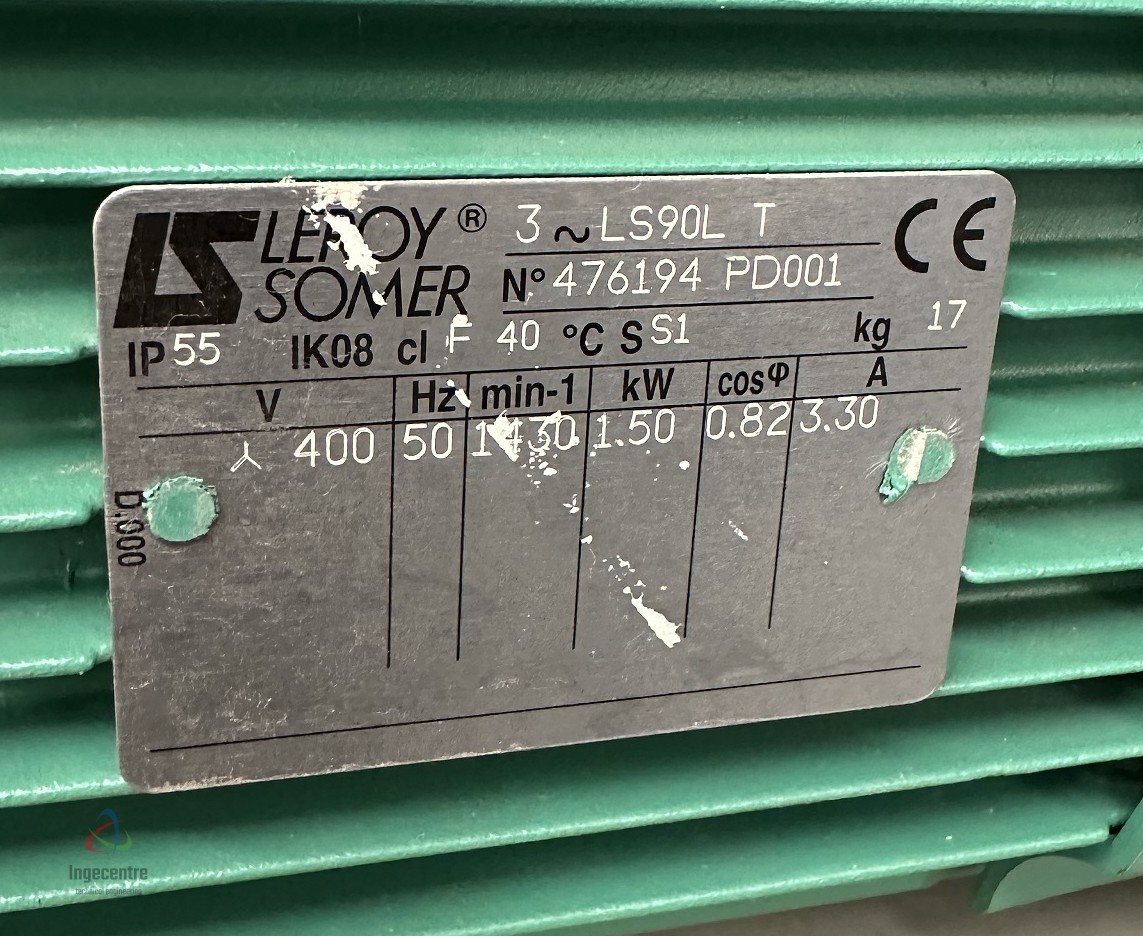 LS LEROY SOMER ® 3 ~ LS90L T CE
N° 476194 PD001
IP 55 IK08 cl F 40 °C S S1 kg 17
V Hz min-1 kW cosφ A
400 50 1430 1.50 0.82 3.30
D.000
Ingecentre